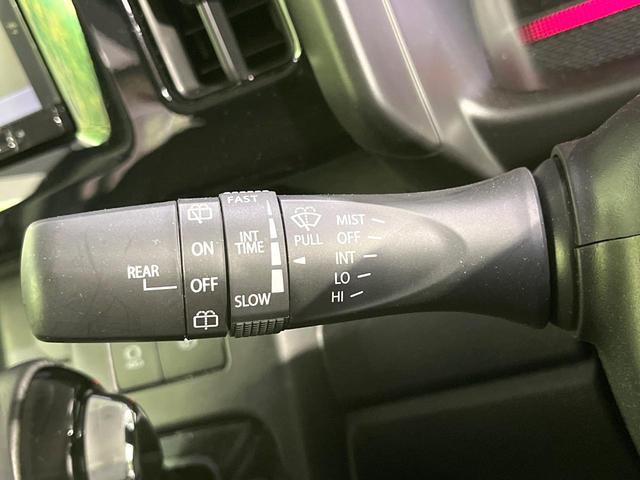 REAR
ON
OFF
FAST
INT
TIME
SLOW
PULL
MIST
OFF
INT
LO
HI